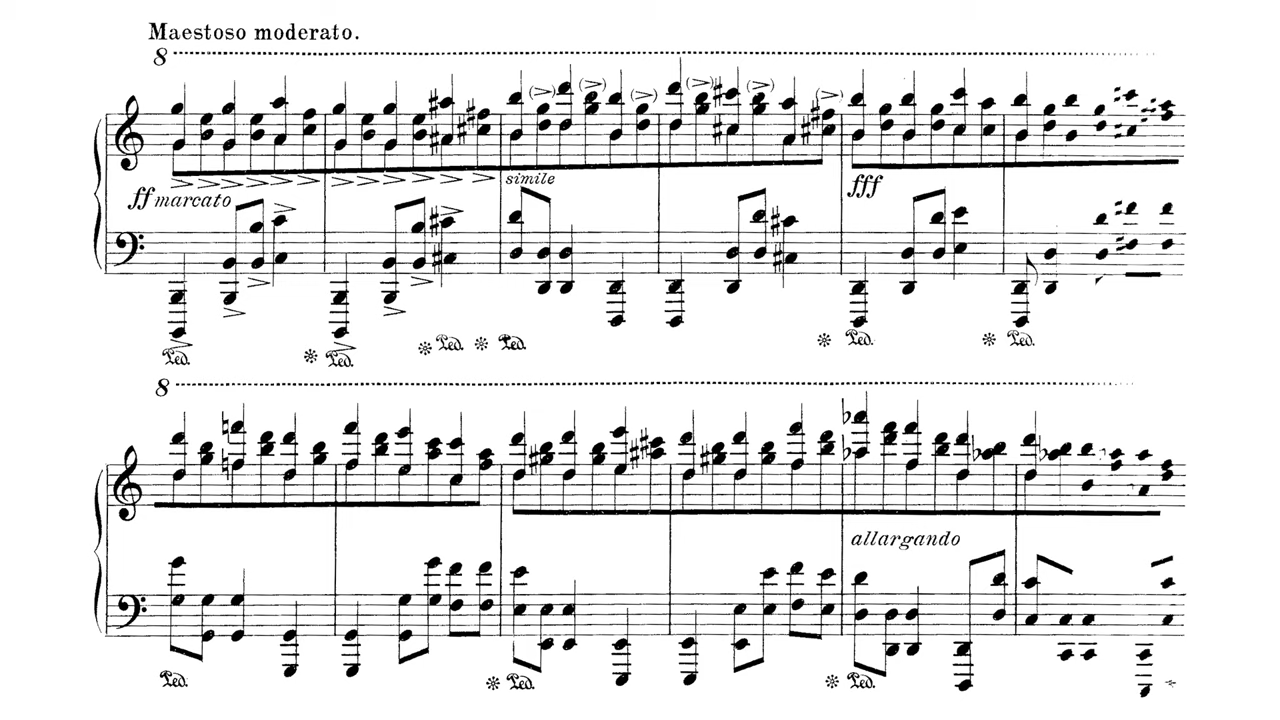 Maestoso moderato.
8
ff marcato
simile
fff
Ped. * Ped. * Ped. * Ped. * Ped. * Ped.
8
allargando
Ped. * Ped. * Ped.